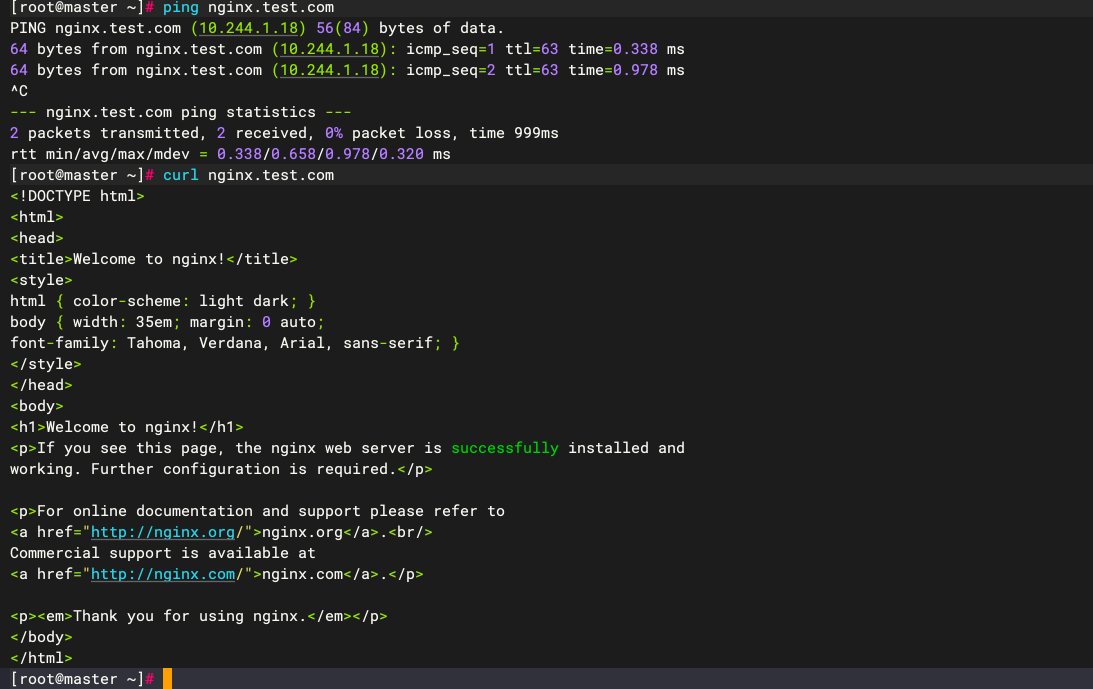 [root@master ~]# ping nginx.test.com
PING nginx.test.com (10.244.1.18) 56(84) bytes of data.
64 bytes from nginx.test.com (10.244.1.18): icmp_seq=1 ttl=63 time=0.338 ms
64 bytes from nginx.test.com (10.244.1.18): icmp_seq=2 ttl=63 time=0.978 ms
^C
--- nginx.test.com ping statistics ---
2 packets transmitted, 2 received, 0% packet loss, time 999ms
rtt min/avg/max/mdev = 0.338/0.658/0.978/0.320 ms
[root@master ~]# curl nginx.test.com
<!DOCTYPE html>
<html>
<head>
<title>Welcome to nginx!</title>
<style>
html { color-scheme: light dark; }
body { width: 35em; margin: 0 auto;
font-family: Tahoma, Verdana, Arial, sans-serif; }
</style>
</head>
<body>
<h1>Welcome to nginx!</h1>
<p>If you see this page, the nginx web server is successfully installed and
working. Further configuration is required.</p>

<p>For online documentation and support please refer to
<a href="http://nginx.org/">nginx.org</a>.<br/>
Commercial support is available at
<a href="http://nginx.com/">nginx.com</a>.</p>

<p><em>Thank you for using nginx.</em></p>
</body>
</html>
[root@master ~]#